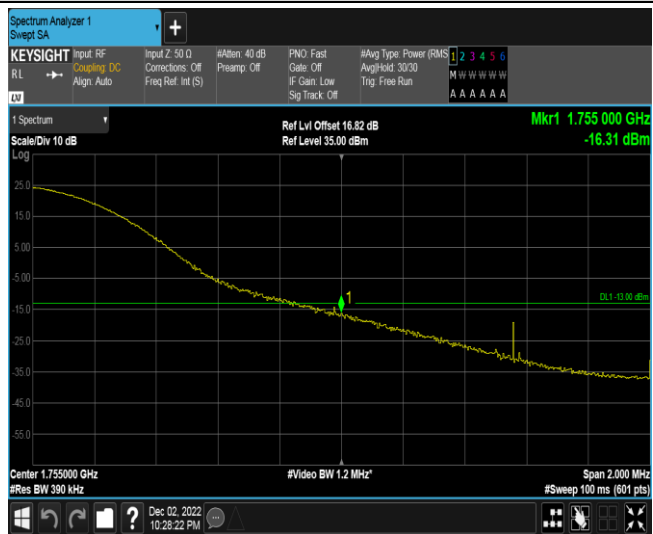 Spectrum Analyzer 1
Swept SA
+
KEYSIGHT
RL
LXI
Input: RF
Coupling: DC
Align: Auto
Input Z: 50 Ω
Corrections: Off
Freq Ref: Int (S)
#Atten: 40 dB
Preamp: Off
PNO: Fast
Gate: Off
IF Gain: Low
Sig Track: Off
#Avg Type: Power (RMS
Avg|Hold: 30/30
Trig: Free Run
1 2 3 4 5 6
M W W W W W
A A A A A A
1 Spectrum
Scale/Div 10 dB
Log
Ref Lvl Offset 16.82 dB
Ref Level 35.00 dBm
Mkr1 1.755 000 GHz
-16.31 dBm
25.0
15.0
5.00
-5.00
-15.0
-25.0
-35.0
-45.0
-55.0
1
DL1 -13.00 dBm
Center 1.755000 GHz
#Res BW 390 kHz
#Video BW 1.2 MHz*
Span 2.000 MHz
#Sweep 100 ms (601 pts)
?
Dec 02, 2022
10:28:22 PM